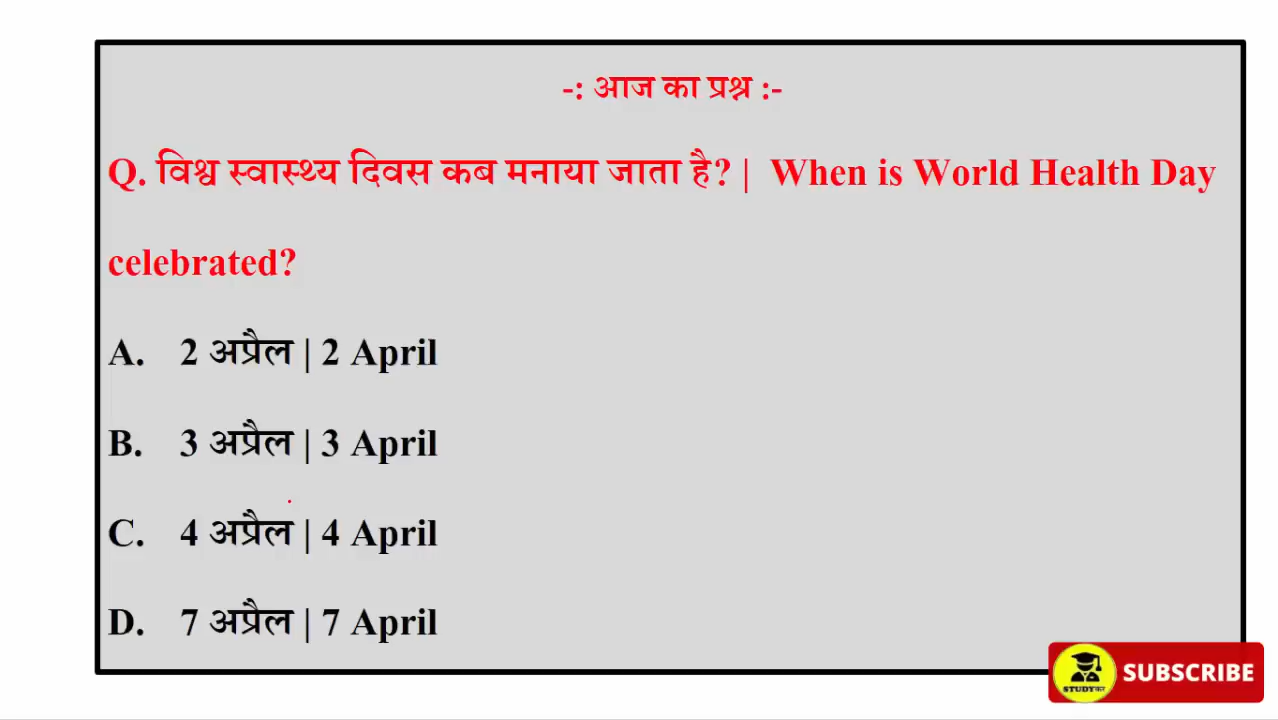 -: आज का प्रश्न :-
Q. विश्व स्वास्थ्य दिवस कब मनाया जाता है? | When is World Health Day
celebrated?
A. 2 अप्रैल | 2 April
B. 3 अप्रैल | 3 April
C. 4 अप्रैल | 4 April
D. 7 अप्रैल | 7 April
STUDYकर
SUBSCRIBE